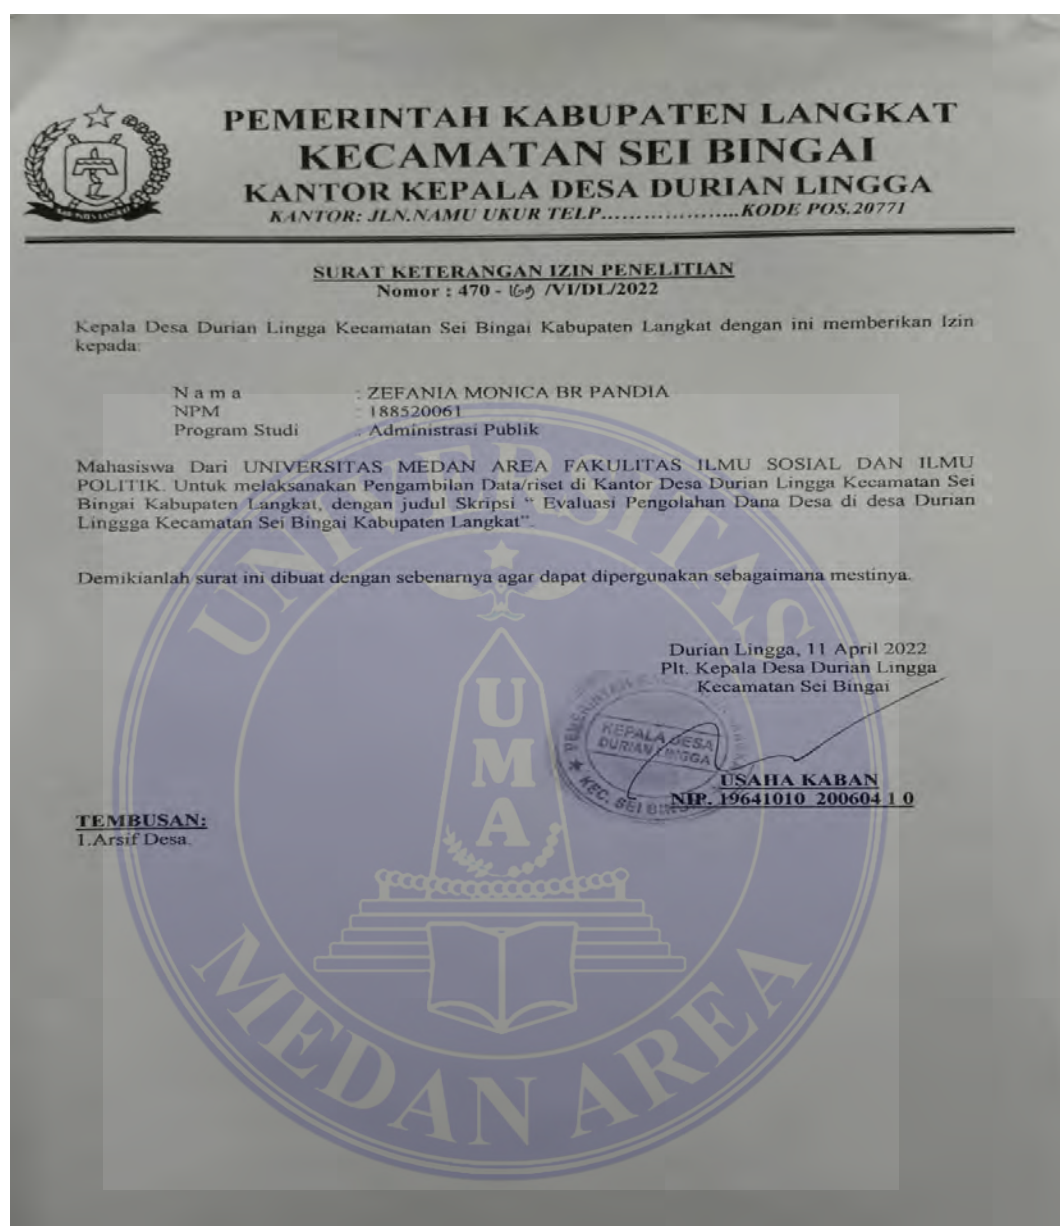 PEMERINTAH KABUPATEN LANGKAT
KECAMATAN SEI BINGAI
KANTOR KEPALA DESA DURIAN LINGGA
KANTOR: JLN.NAMU UKUR TELP.....................KODE POS.20771
SURAT KETERANGAN IZIN PENELITIAN
Nomor : 470 - 169 /VI/DL/2022
Kepala Desa Durian Lingga Kecamatan Sei Bingai Kabupaten Langkat dengan ini memberikan Izin
kepada:
N a m a : ZEFANIA MONICA BR PANDIA
NPM : 188520061
Program Studi : Administrasi Publik
Mahasiswa Dari UNIVERSITAS MEDAN AREA FAKULITAS ILMU SOSIAL DAN ILMU
POLITIK. Untuk melaksanakan Pengambilan Data/riset di Kantor Desa Durian Lingga Kecamatan Sei
Bingai Kabupaten Langkat, dengan judul Skripsi “ Evaluasi Pengolahan Dana Desa di desa Durian
Linggga Kecamatan Sei Bingai Kabupaten Langkat”.
Demikianlah surat ini dibuat dengan sebenarnya agar dapat dipergunakan sebagaimana mestinya.
Durian Lingga, 11 April 2022
Plt. Kepala Desa Durian Lingga
Kecamatan Sei Bingai
KEPALA DESA
DURIAN LINGGA
USAHA KABAN
NIP. 19641010 200604 1 0
TEMBUSAN:
1.Arsif Desa.
UNIVERSITAS
UMA
MEDAN AREA